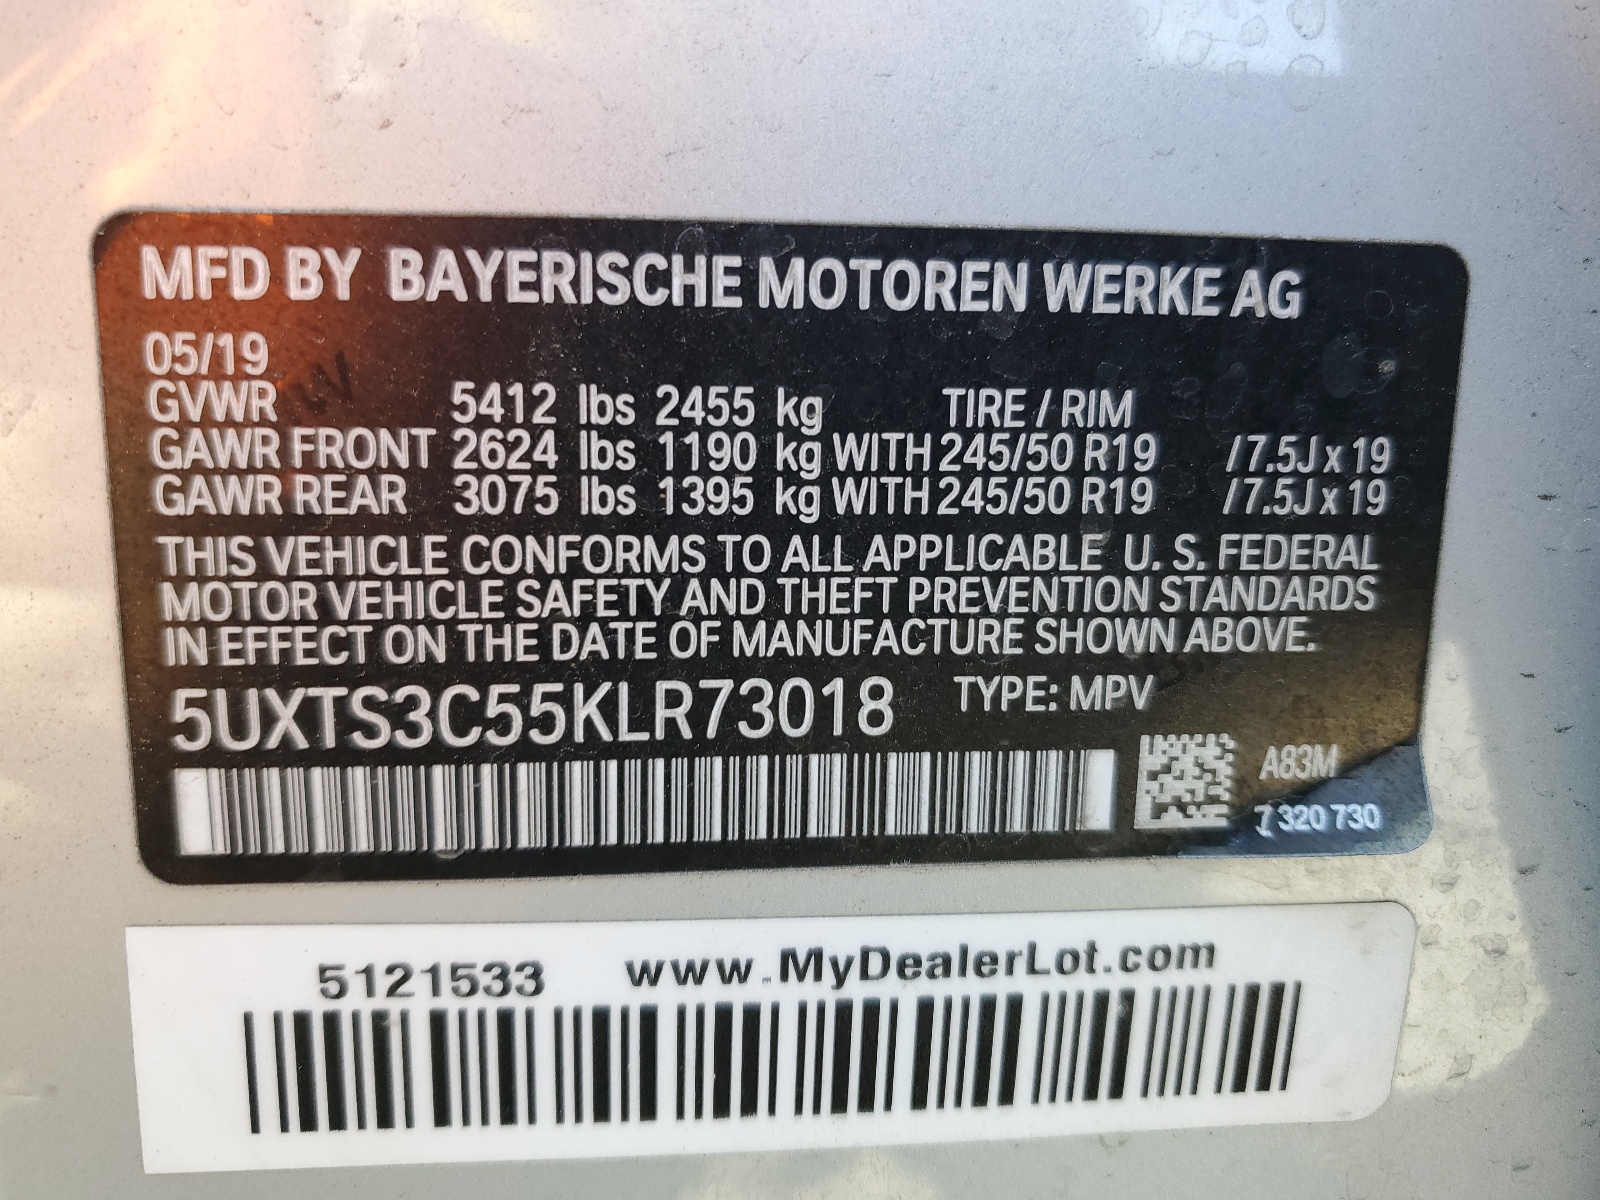 MFD BY BAYERISCHE MOTOREN WERKE AG
05/19
GVWR 5412 lbs 2455 kg TIRE / RIM
GAWR FRONT 2624 lbs 1190 kg WITH 245/50 R19 /7.5J x 19
GAWR REAR 3075 lbs 1395 kg WITH 245/50 R19 /7.5J x 19
THIS VEHICLE CONFORMS TO ALL APPLICABLE U. S. FEDERAL
MOTOR VEHICLE SAFETY AND THEFT PREVENTION STANDARDS
IN EFFECT ON THE DATE OF MANUFACTURE SHOWN ABOVE.
5UXTS3C55KLR73018 TYPE: MPV
A83M
7 320 730
5121533 www.MyDealerLot.com